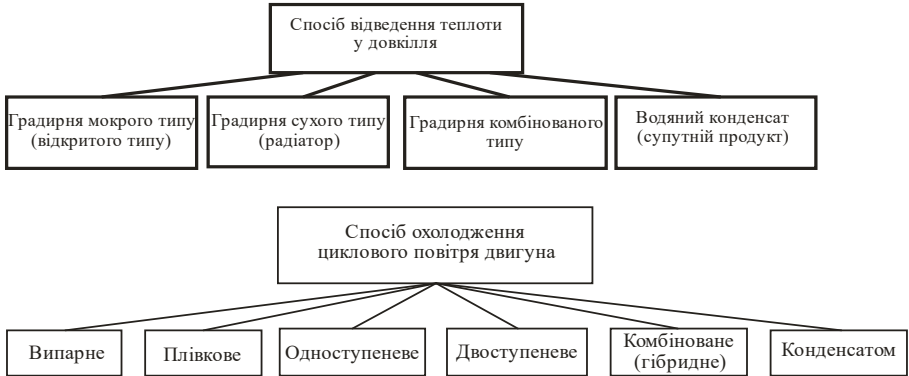 Спосіб відведення теплоти
у довкілля
Градирня мокрого типу
(відкритого типу)
Градирня сухого типу
(радіатор)
Градирня комбінованого
типу
Водяний конденсат
(супутній продукт)
Спосіб охолодження
циклового повітря двигуна
Випарне
Плівкове
Одноступеневе
Двоступеневе
Комбіноване
(гібридне)
Конденсатом